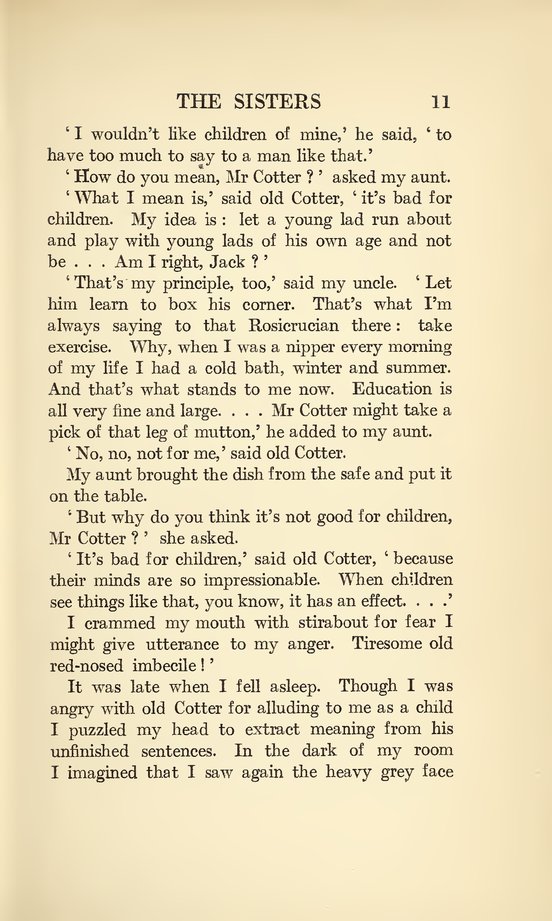 THE SISTERS 11
‘ I wouldn’t like children of mine,’ he said, ‘ to
have too much to say to a man like that.’
‘ How do you mean, Mr Cotter ? ’ asked my aunt.
‘ What I mean is,’ said old Cotter, ‘ it’s bad for
children. My idea is : let a young lad run about
and play with young lads of his own age and not
be . . . Am I right, Jack ? ’
‘ That’s my principle, too,’ said my uncle. ‘ Let
him learn to box his corner. That’s what I’m
always saying to that Rosicrucian there : take
exercise. Why, when I was a nipper every morning
of my life I had a cold bath, winter and summer.
And that’s what stands to me now. Education is
all very fine and large. . . . Mr Cotter might take a
pick of that leg of mutton,’ he added to my aunt.
‘ No, no, not for me,’ said old Cotter.
My aunt brought the dish from the safe and put it
on the table.
‘ But why do you think it’s not good for children,
Mr Cotter ? ’ she asked.
‘ It’s bad for children,’ said old Cotter, ‘ because
their minds are so impressionable. When children
see things like that, you know, it has an effect. . . .’
I crammed my mouth with stirabout for fear I
might give utterance to my anger. Tiresome old
red-nosed imbecile ! ’
It was late when I fell asleep. Though I was
angry with old Cotter for alluding to me as a child
I puzzled my head to extract meaning from his
unfinished sentences. In the dark of my room
I imagined that I saw again the heavy grey face